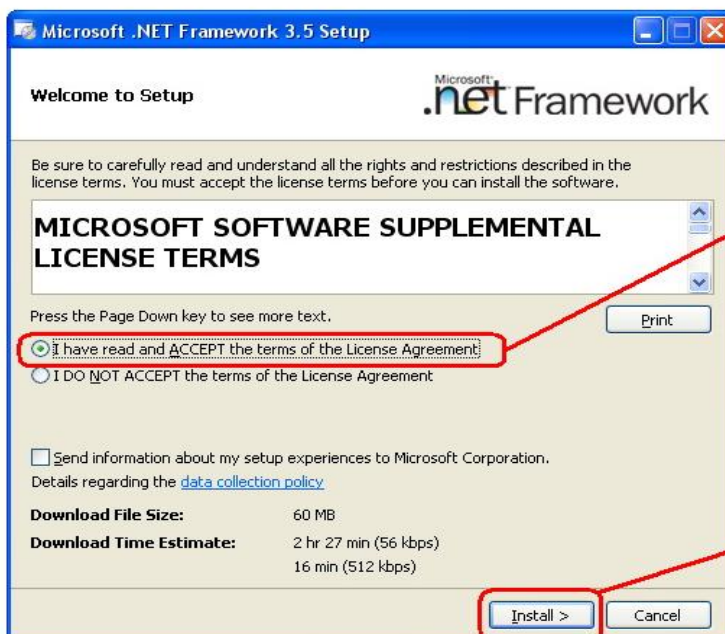 Microsoft .NET Framework 3.5 Setup
Welcome to Setup
Microsoft
.net Framework
Be sure to carefully read and understand all the rights and restrictions described in the
license terms. You must accept the license terms before you can install the software.
MICROSOFT SOFTWARE SUPPLEMENTAL
LICENSE TERMS
Press the Page Down key to see more text.
Print
I have read and ACCEPT the terms of the License Agreement
I DO NOT ACCEPT the terms of the License Agreement
Send information about my setup experiences to Microsoft Corporation.
Details regarding the data collection policy
Download File Size: 60 MB
Download Time Estimate: 2 hr 27 min (56 kbps)
16 min (512 kbps)
Install > Cancel